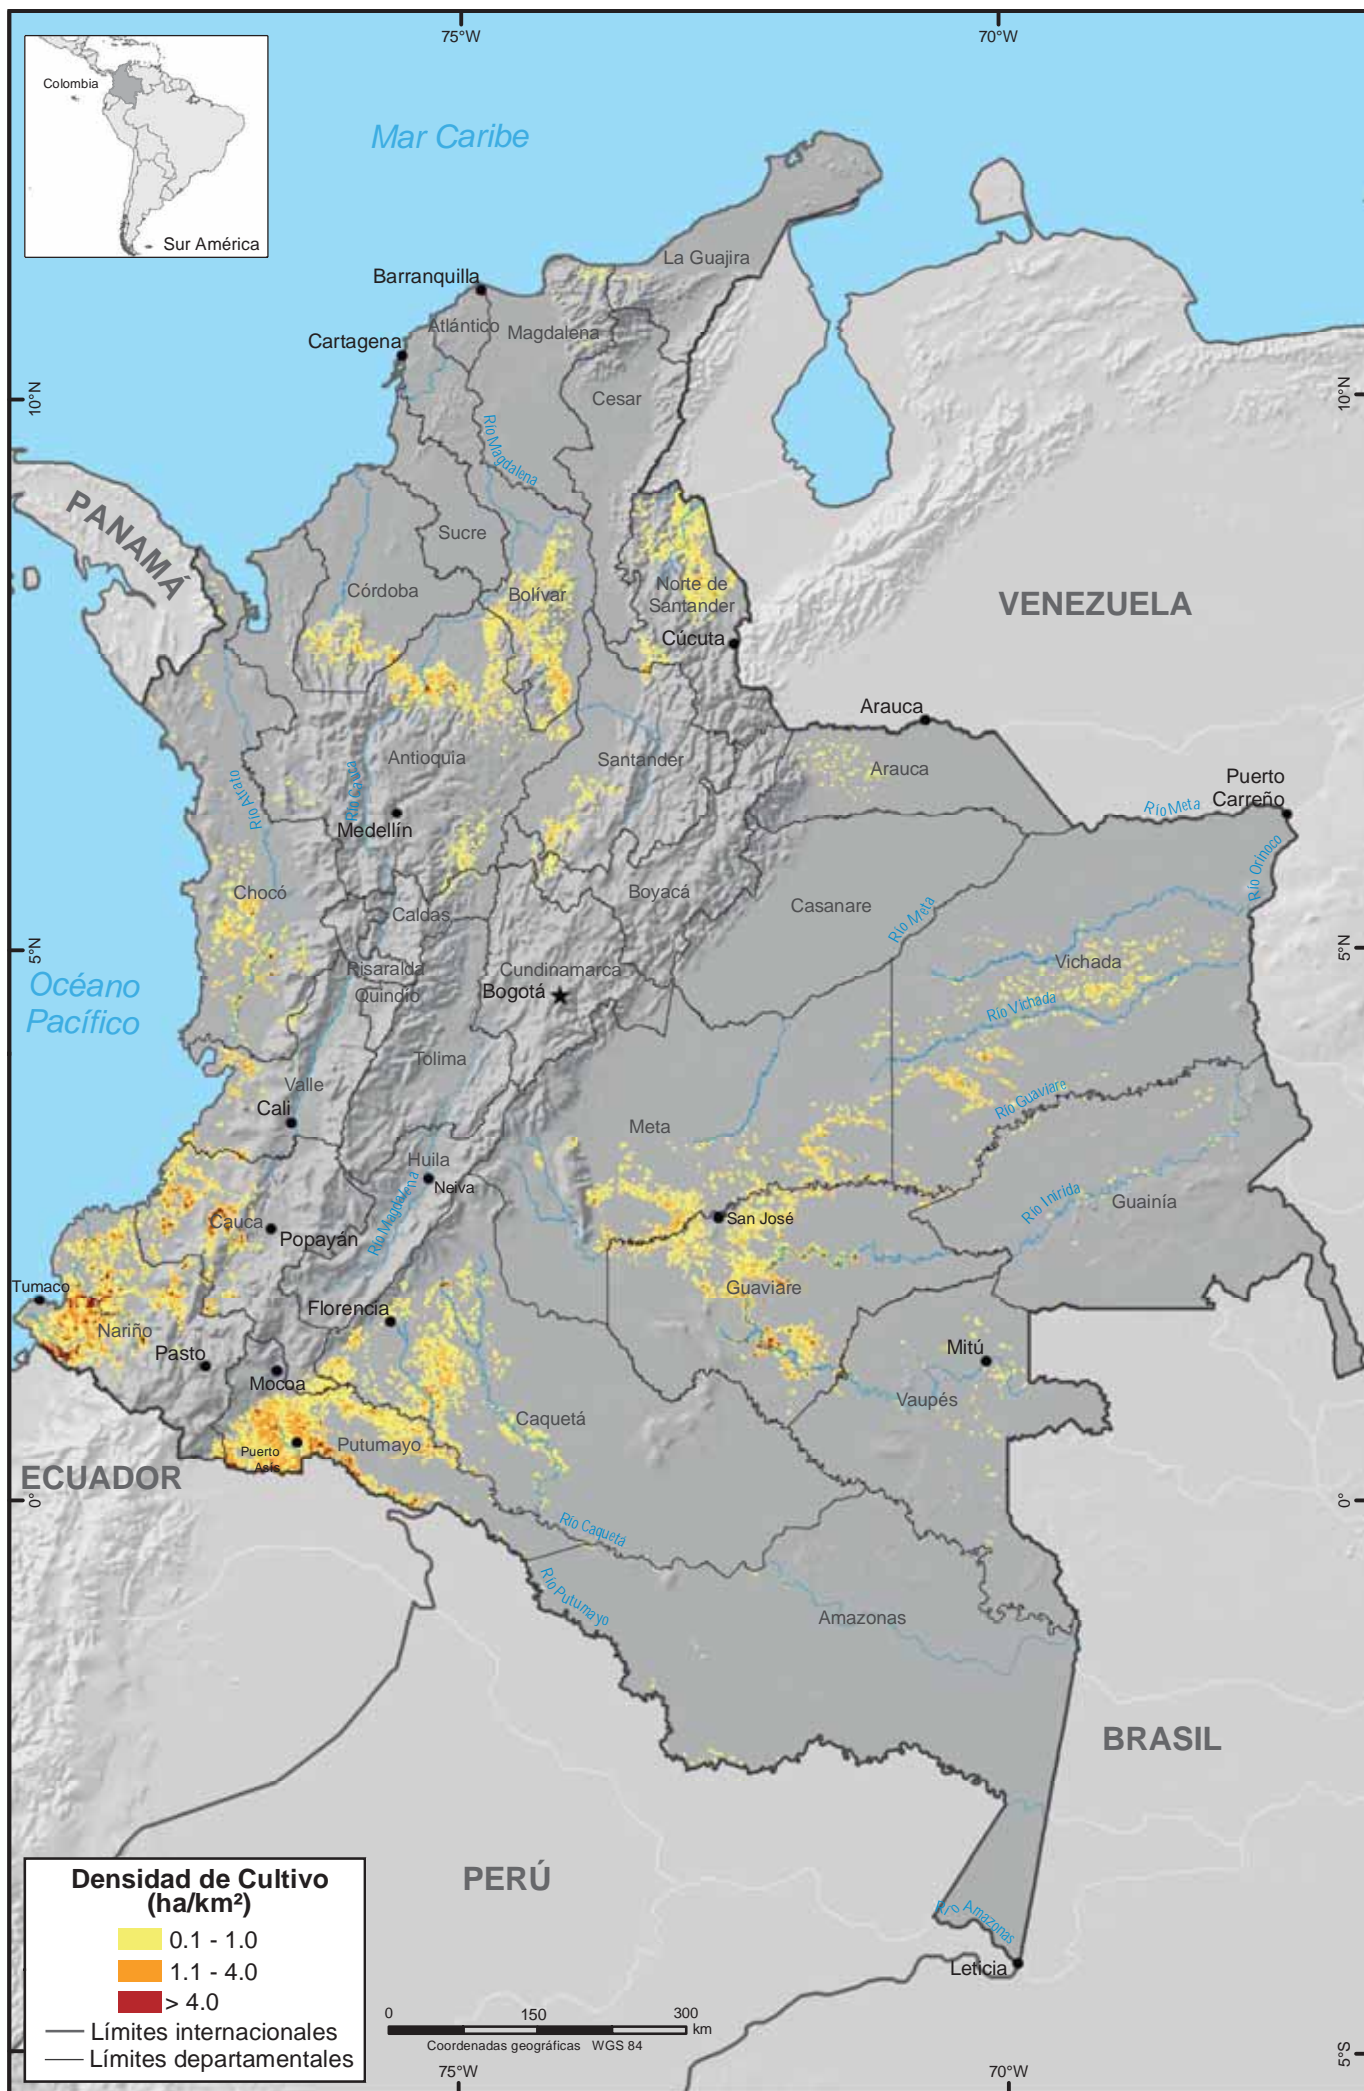 75°W
70°W
Colombia
Sur América
Mar Caribe
La Guajira
Barranquilla
Atlántico
Magdalena
Cartagena
Cesar
10°N
10°N
Río Magdalena
PANAMÁ
Sucre
Córdoba
Bolívar
Norte de
Santander
VENEZUELA
Cúcuta
Arauca
Antioquia
Santander
Arauca
Puerto
Carreño
Río Meta
Río Atrato
Río Cauca
Medellín
Río Orinoco
Chocó
Boyacá
Caldas
Casanare
Río Meta
5°N
5°N
Risaralda
Cundinamarca
Vichada
Océano
Pacífico
Quindío
Bogotá
Río Vichada
Tolima
Valle
Cali
Río Guaviare
Meta
Huila
Neiva
Río Magdalena
Río Inírida
Guainía
Cauca
Popayán
San José
Tumaco
Florencia
Guaviare
Nariño
Pasto
Mitú
Mocoa
Vaupés
Caquetá
Puerto
Asís
Putumayo
ECUADOR
0°
0°
Río Caquetá
Río Putumayo
Amazonas
BRASIL
PERÚ
Densidad de Cultivo
(ha/km²)
0.1 - 1.0
1.1 - 4.0
> 4.0
Límites internacionales
Límites departamentales
Río Amazonas
Leticia
0
150
300
km
Coordenadas geográficas WGS 84
5°S
75°W
70°W